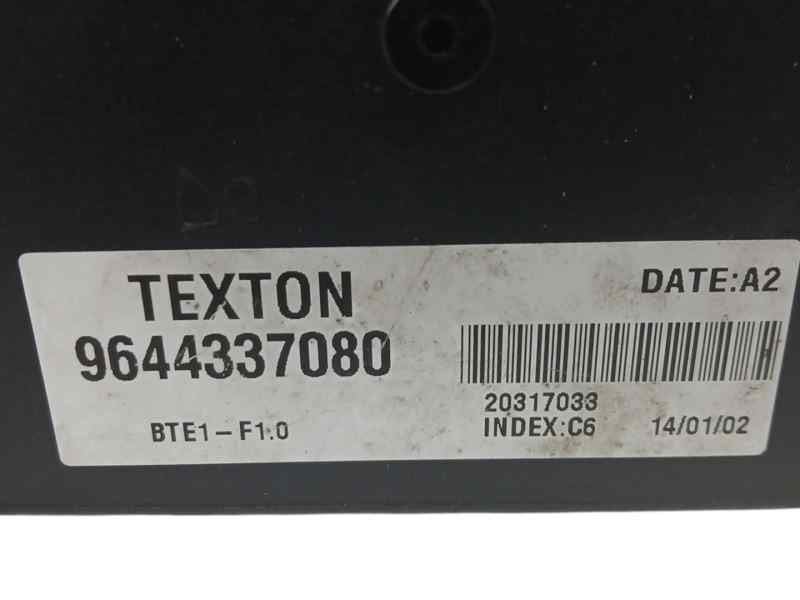 TEXTON
DATE:A2
9644337080
20317033
BTE1-F1.0
INDEX:C6
14/01/02